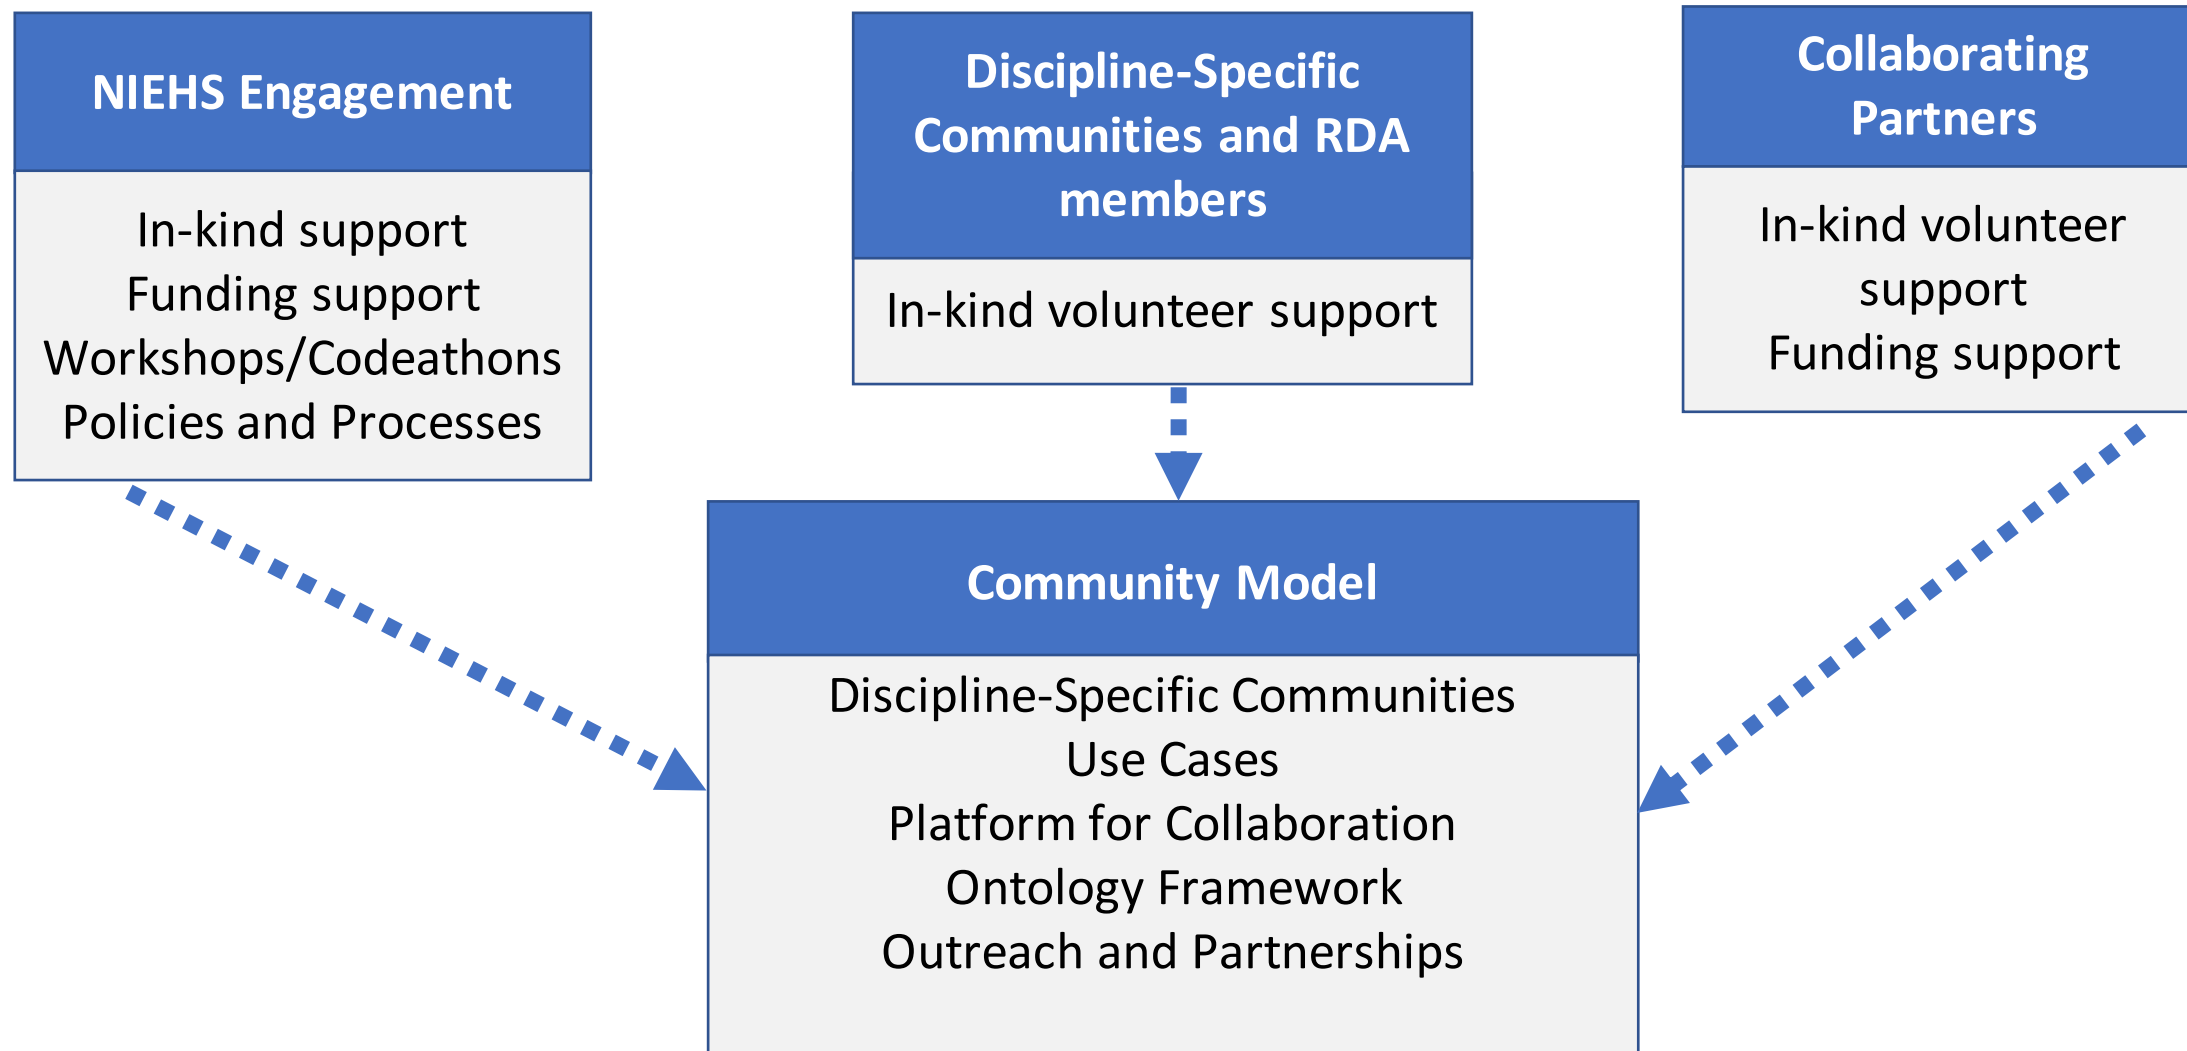 NIEHS Engagement
In-kind support
Funding support
Workshops/Codeathons
Policies and Processes
Discipline-Specific
Communities and RDA
members
In-kind volunteer support
Collaborating
Partners
In-kind volunteer
support
Funding support
Community Model
Discipline-Specific Communities
Use Cases
Platform for Collaboration
Ontology Framework
Outreach and Partnerships